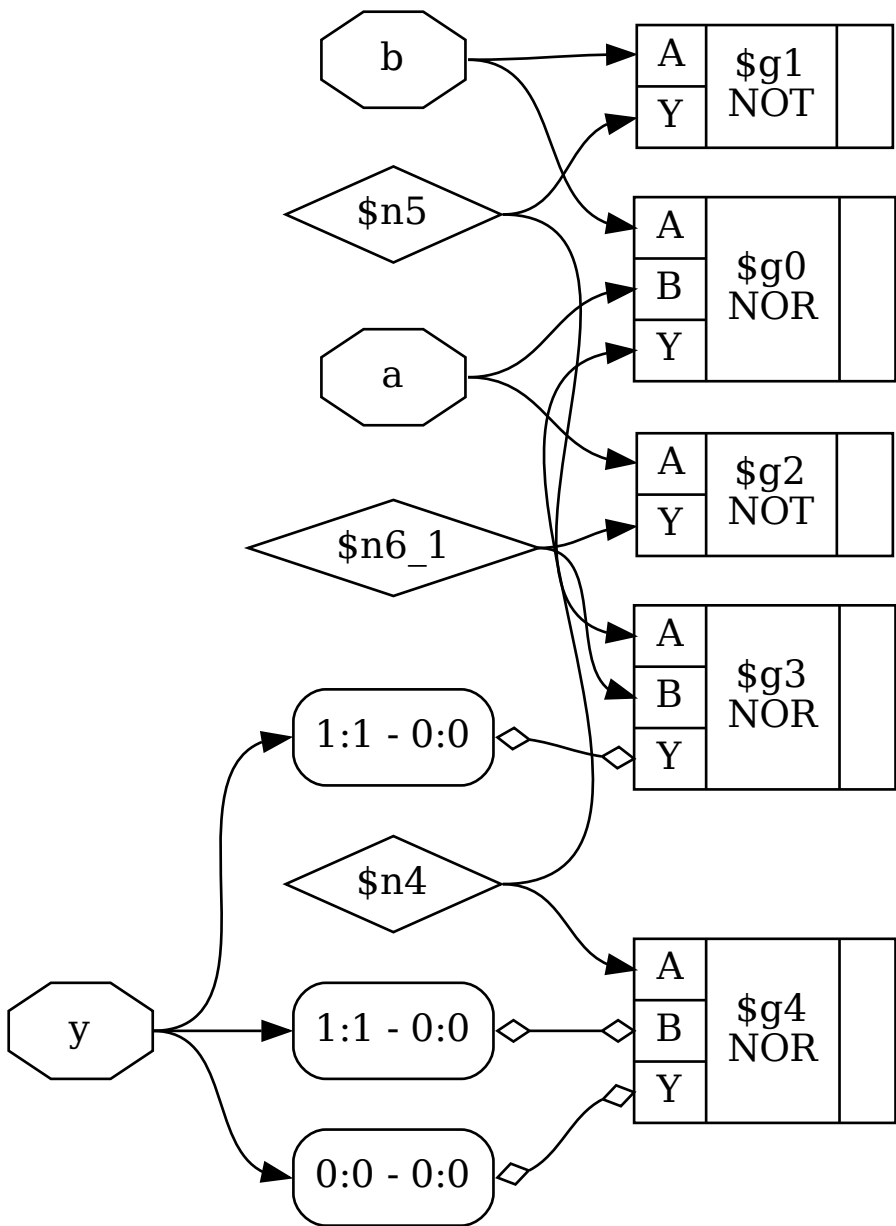 b
A
$g1
NOT
Y
$n5
A
$g0
NOR
B
Y
a
A
$g2
NOT
Y
$n6_1
A
$g3
NOR
B
1:1 - 0:0
Y
$n4
A
$g4
NOR
y
1:1 - 0:0
B
Y
0:0 - 0:0